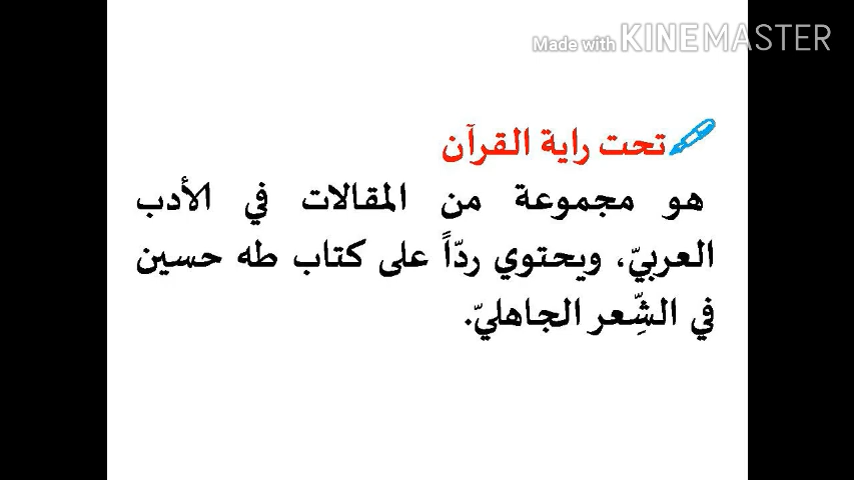 Made with KINEMASTER
تحت راية القرآن
هو مجموعة من المقالات في الأدب
العربيّ، ويحتوي ردّاً على كتاب طه حسين
في الشِّعر الجاهليّ.